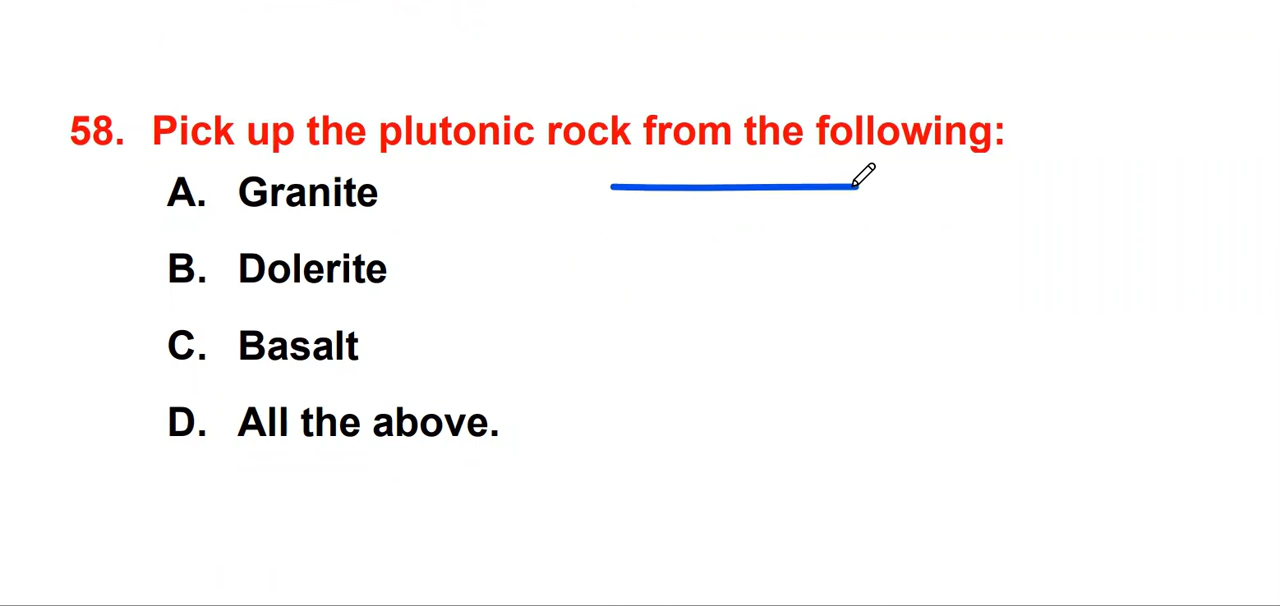 58. Pick up the plutonic rock from the following:
A. Granite
B. Dolerite
C. Basalt
D. All the above.